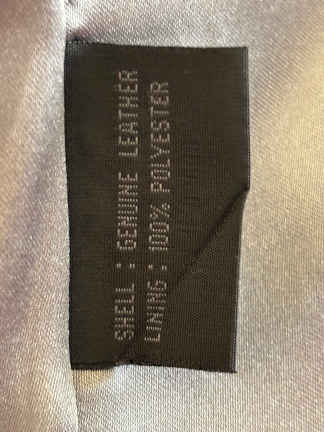 SHELL : GENUINE LEATHER
LINING : 100% POLYESTER